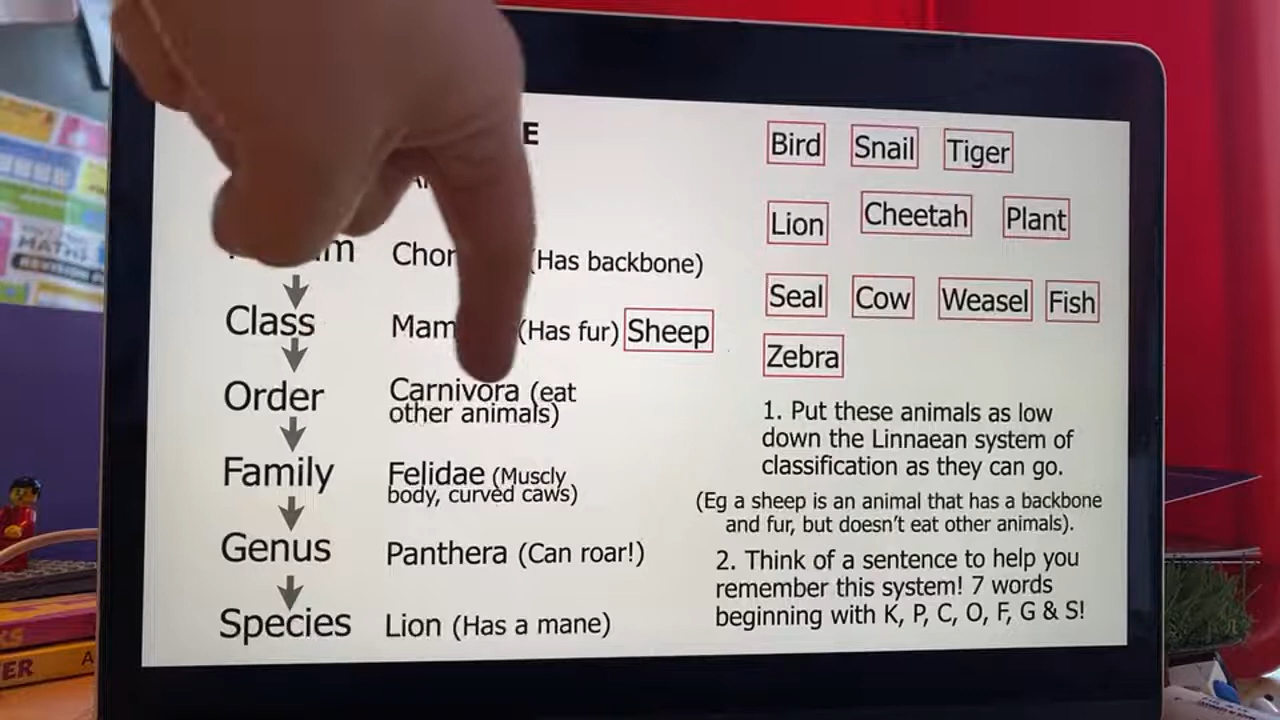 E
Bird Snail Tiger
Lion Cheetah Plant
(Has backbone)
Seal Cow Weasel Fish
Class (Has fur) Sheep
Zebra
Order Carnivora (eat
other animals)
Family Felidae (Muscly
body, curved caws)
Genus Panthera (Can roar!)
Species Lion (Has a mane)
1. Put these animals as low
down the Linnaean system of
classification as they can go.
(Eg a sheep is an animal that has a backbone
and fur, but doesn't eat other animals).
2. Think of a sentence to help you
remember this system! 7 words
beginning with K, P, C, O, F, G & S!
MATHS